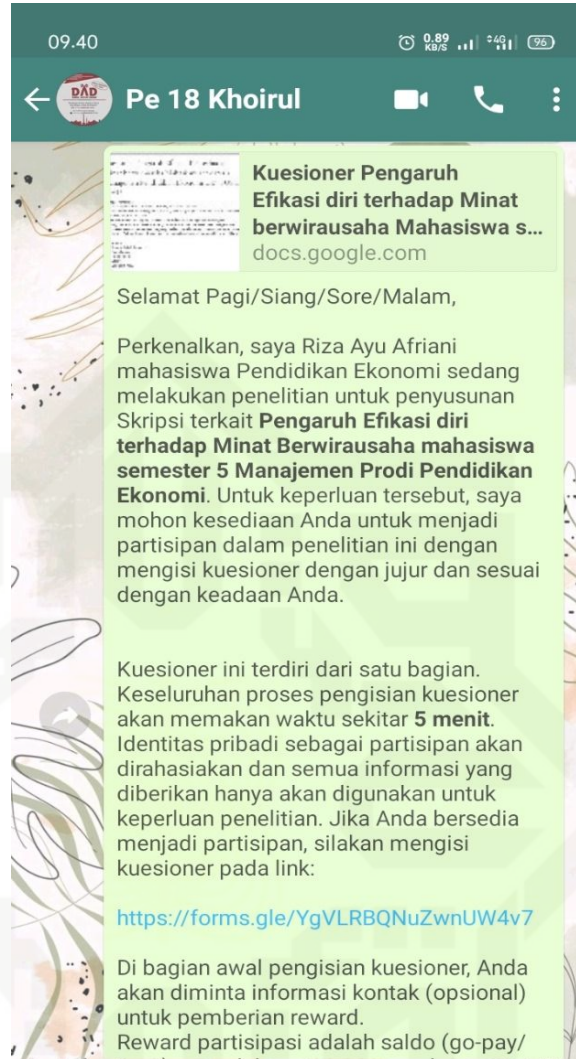 09.40
0.89 KB/S 4G 96
DAD
Pe 18 Khoirul
Kuesioner Pengaruh
Efikasi diri terhadap Minat
berwirausaha Mahasiswa s...
docs.google.com
Selamat Pagi/Siang/Sore/Malam,
Perkenalkan, saya Riza Ayu Afriani
mahasiswa Pendidikan Ekonomi sedang
melakukan penelitian untuk penyusunan
Skripsi terkait Pengaruh Efikasi diri
terhadap Minat Berwirausaha mahasiswa
semester 5 Manajemen Prodi Pendidikan
Ekonomi. Untuk keperluan tersebut, saya
mohon kesediaan Anda untuk menjadi
partisipan dalam penelitian ini dengan
mengisi kuesioner dengan jujur dan sesuai
dengan keadaan Anda.
Kuesioner ini terdiri dari satu bagian.
Keseluruhan proses pengisian kuesioner
akan memakan waktu sekitar 5 menit.
Identitas pribadi sebagai partisipan akan
dirahasiakan dan semua informasi yang
diberikan hanya akan digunakan untuk
keperluan penelitian. Jika Anda bersedia
menjadi partisipan, silakan mengisi
kuesioner pada link:
https://forms.gle/YgVLRBQNuZwnUW4v7
Di bagian awal pengisian kuesioner, Anda
akan diminta informasi kontak (opsional)
untuk pemberian reward.
Reward partisipasi adalah saldo (go-pay/